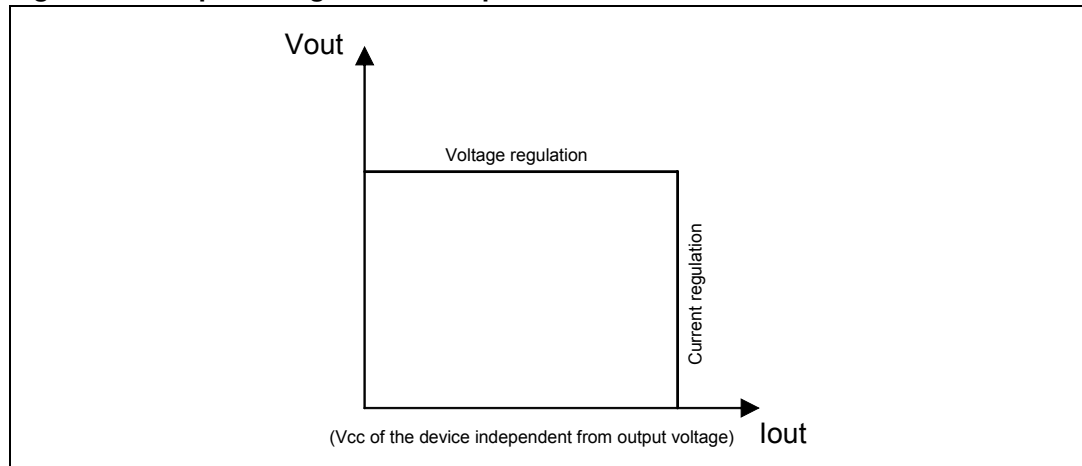 Vout
Voltage regulation
Current regulation
(Vcc of the device independent from output voltage)
Iout